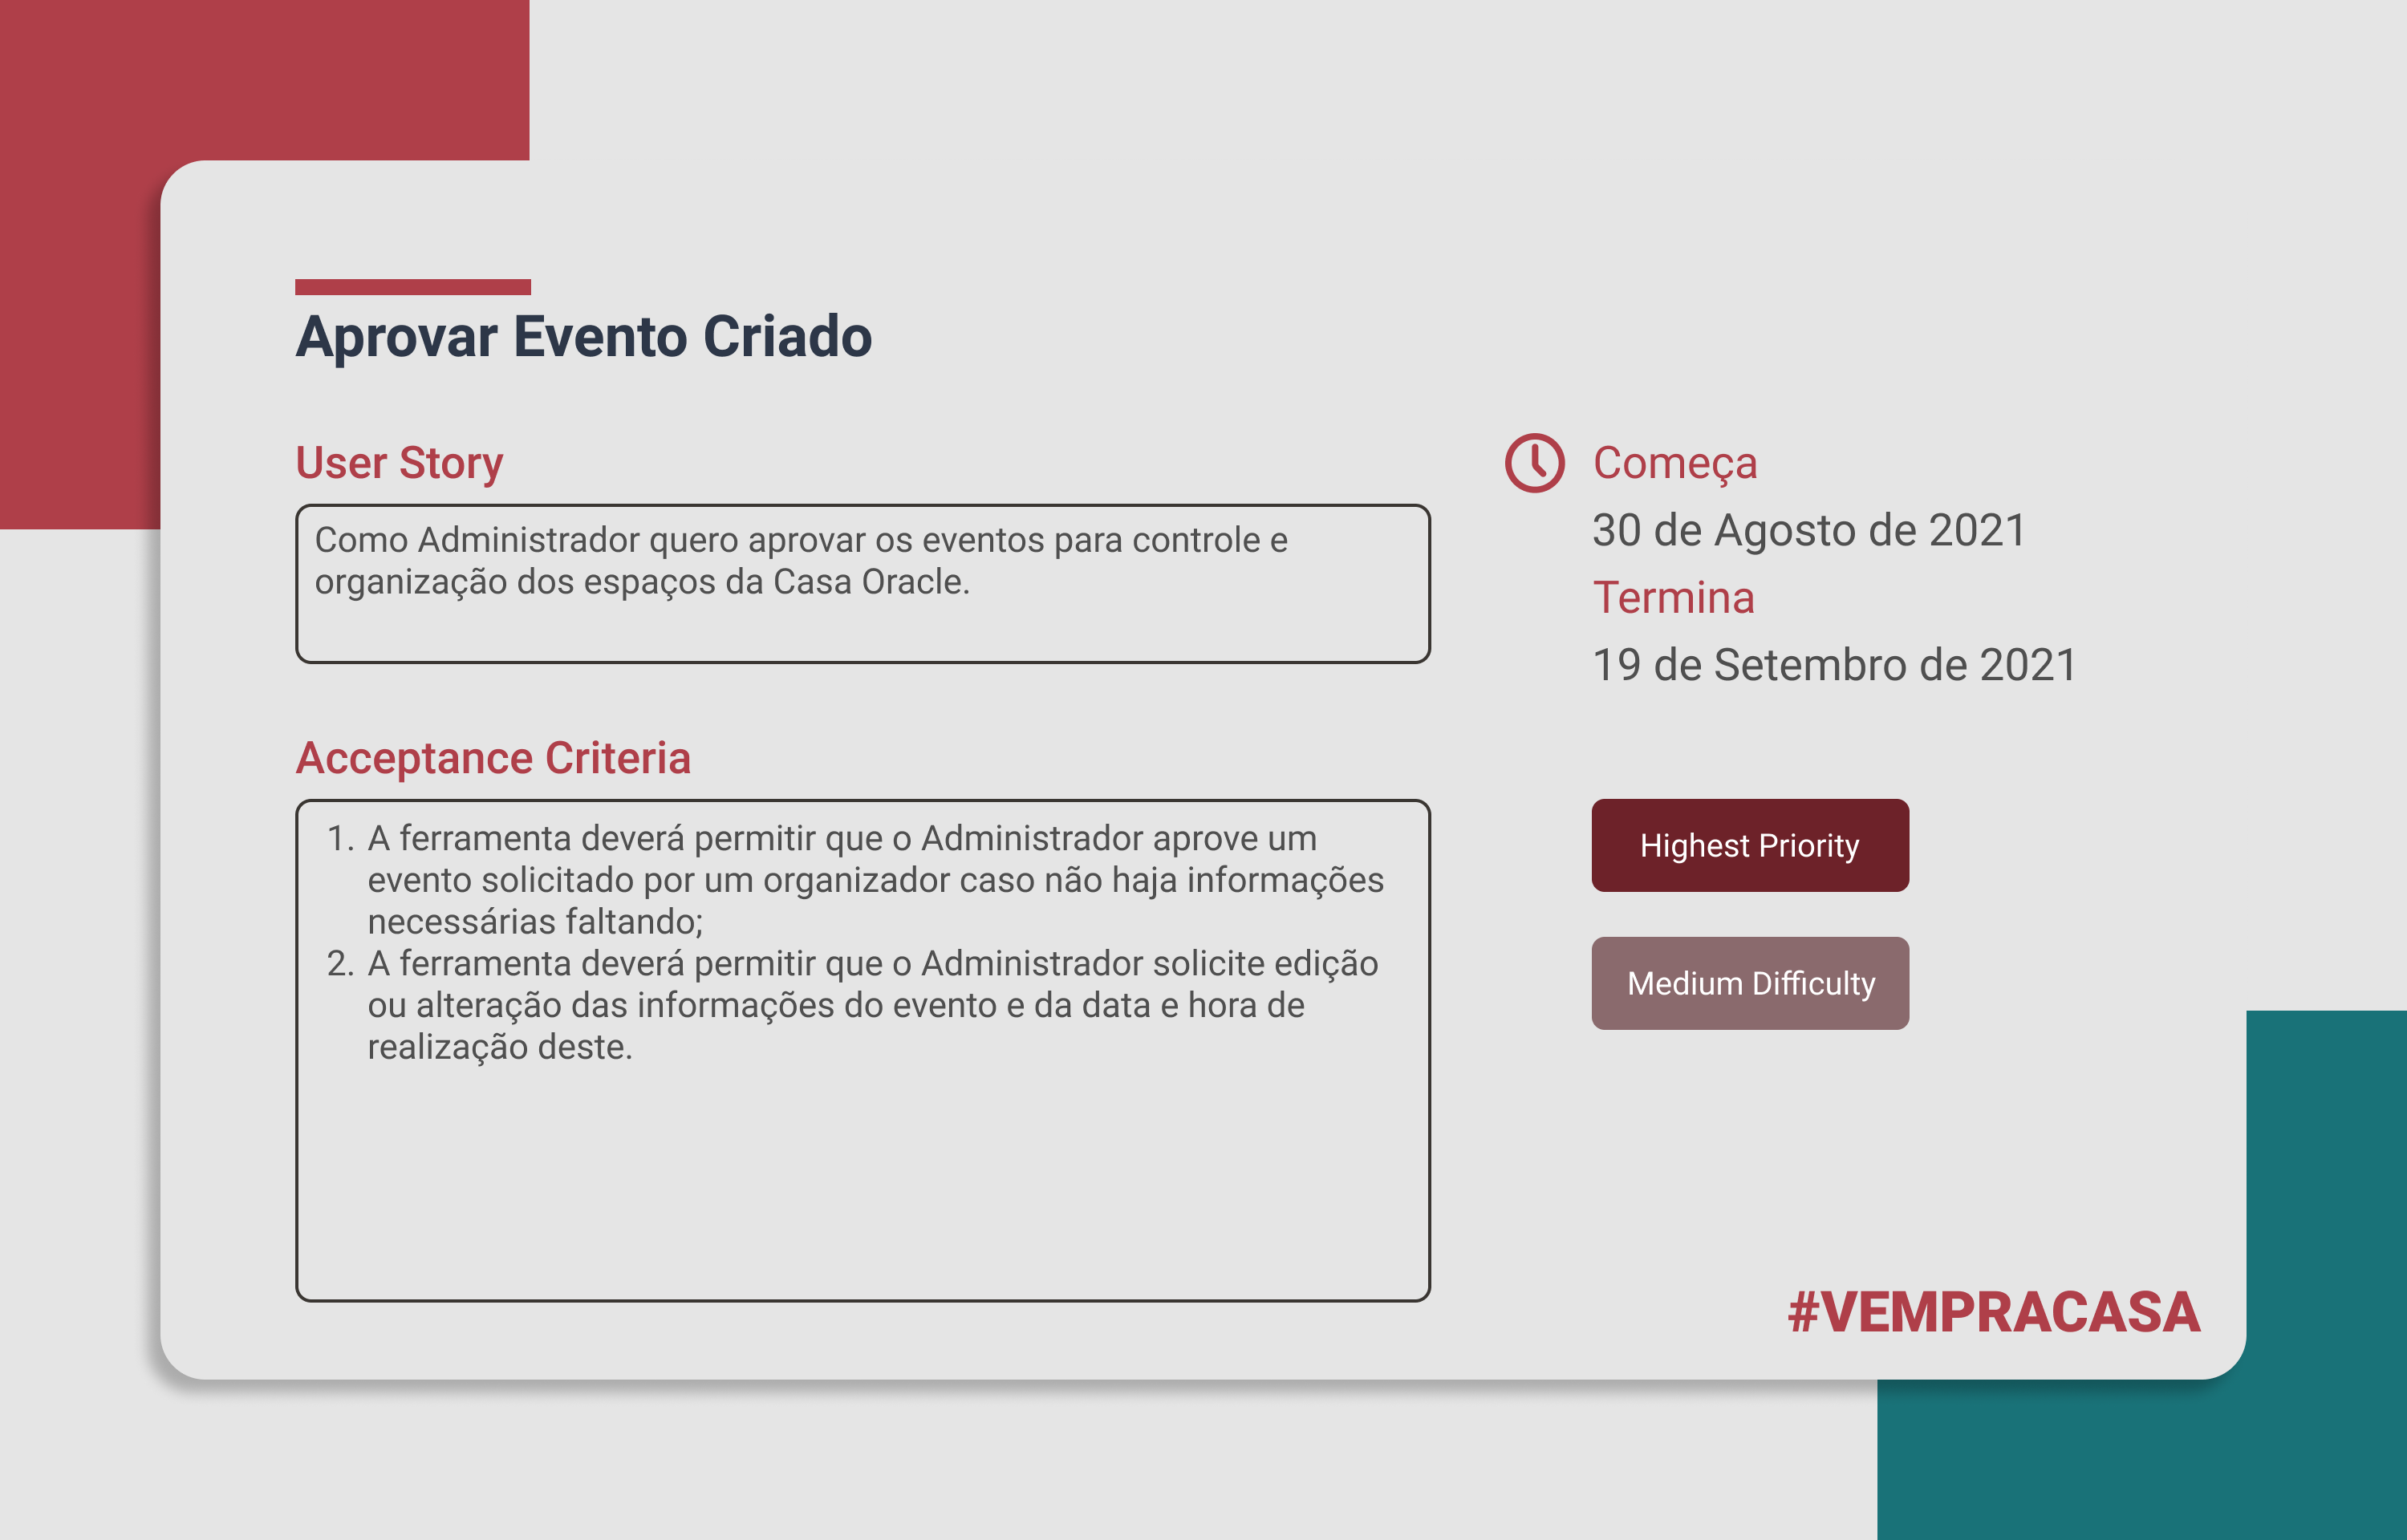 Aprovar Evento Criado
User Story
Como Administrador quero aprovar os eventos para controle e
organização dos espaços da Casa Oracle.
Acceptance Criteria
1. A ferramenta deverá permitir que o Administrador aprove um
evento solicitado por um organizador caso não haja informações
necessárias faltando;
2. A ferramenta deverá permitir que o Administrador solicite edição
ou alteração das informações do evento e da data e hora de
realização deste.
Começa
30 de Agosto de 2021
Termina
19 de Setembro de 2021
Highest Priority
Medium Difficulty
#VEMPRACASA